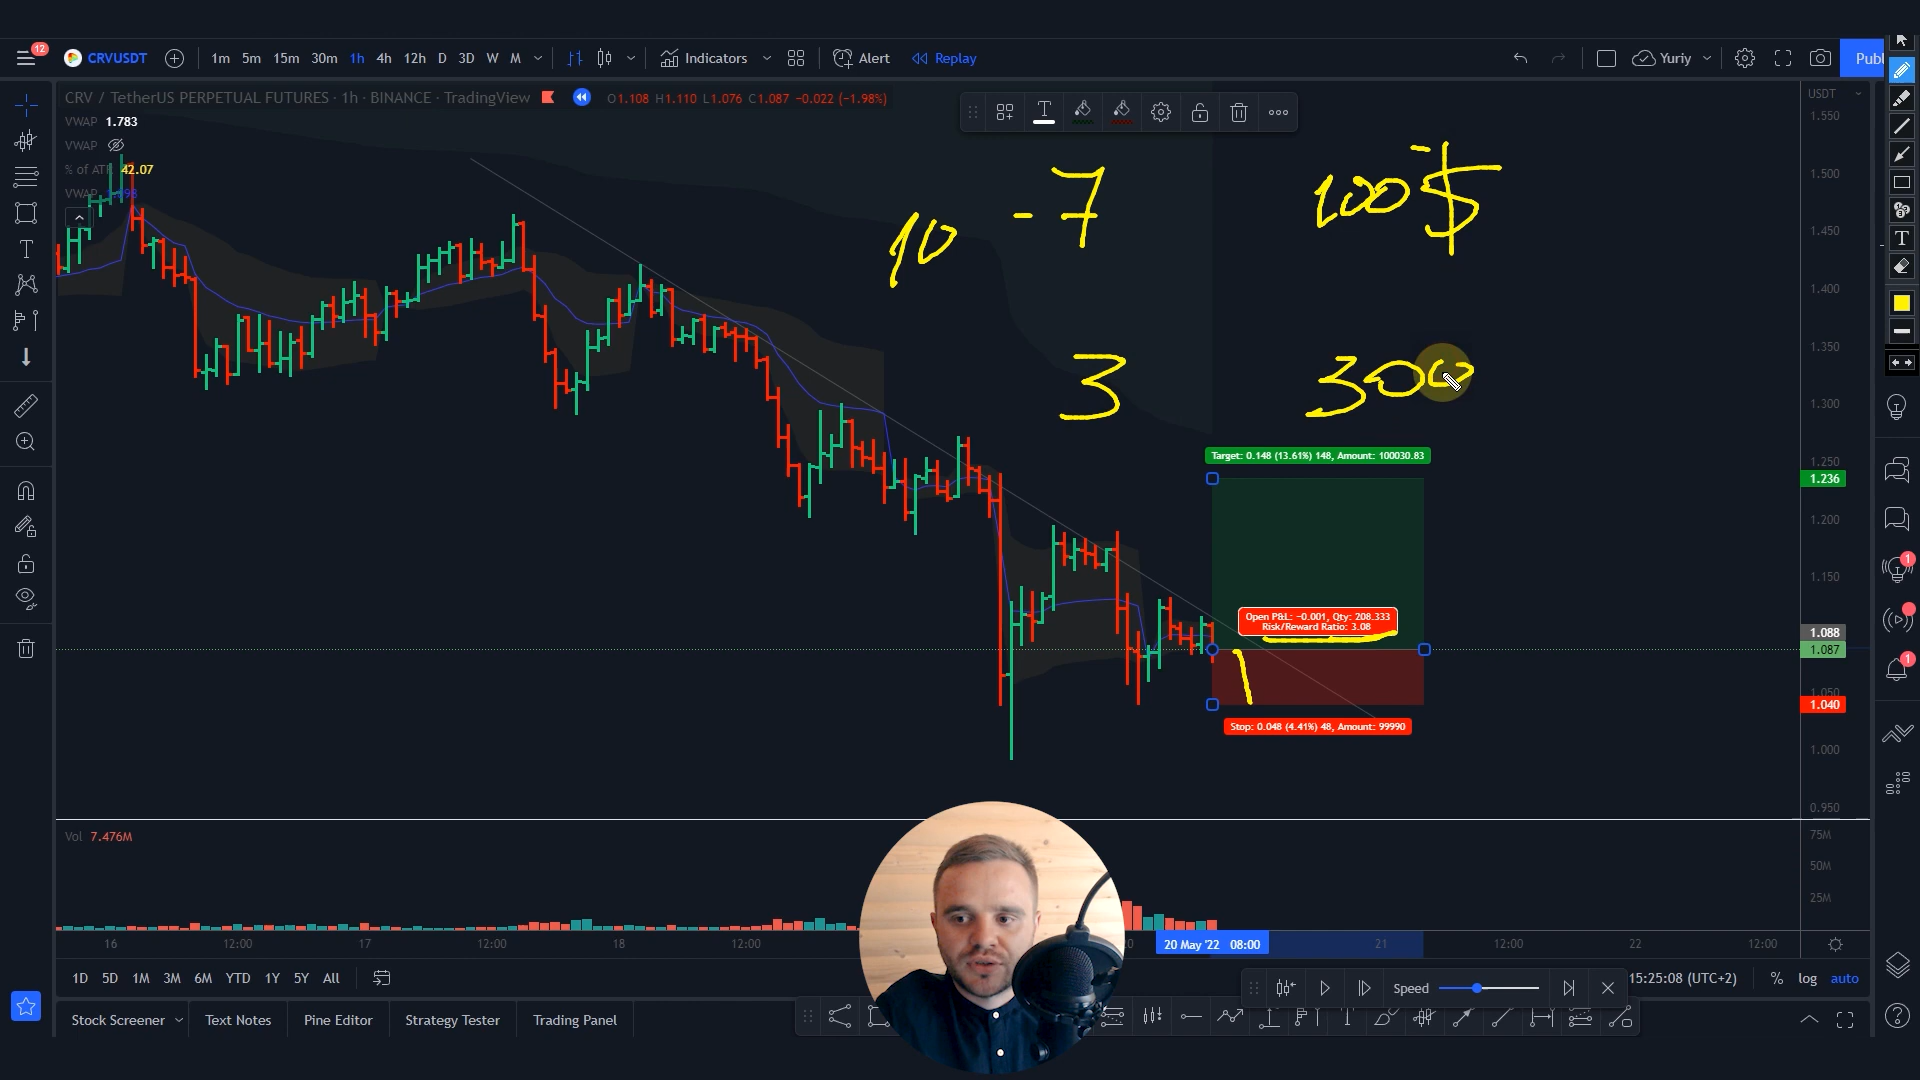 12
CRVUSDT 1m 5m 15m 30m 1h 4h 12h D 3D W M Indicators Alert Replay Yuriy Publ
CRV / TetherUS PERPETUAL FUTURES · 1h · BINANCE · TradingView O1.108 H1.110 L1.076 C1.087 −0.022 (−1.98%)
USDT
VWAP 1.783
VWAP
% of ATR 42.07
VWAP
10 - 7 100$
3 300
1.550
1.500
1.450
1.400
1.350
1.300
1.250
1.236
1.200
1.150
1.088
1.087
1.050
1.040
1.000
0.950
Target: 0.148 (13.61%) 148, Amount: 100030.83
Open P&L: −0.001, Qty: 208.333
Risk/Reward Ratio: 3.08
1
Stop: 0.048 (4.41%) 48, Amount: 99990
Vol 7.476M
75M
50M
25M
16 12:00 17 12:00 18 12:00 20 May '22 08:00 21 12:00 22 12:00
1D 5D 1M 3M 6M YTD 1Y 5Y All
Speed
15:25:08 (UTC+2) % log auto
Stock Screener Text Notes Pine Editor Strategy Tester Trading Panel
T
T
T
1
1